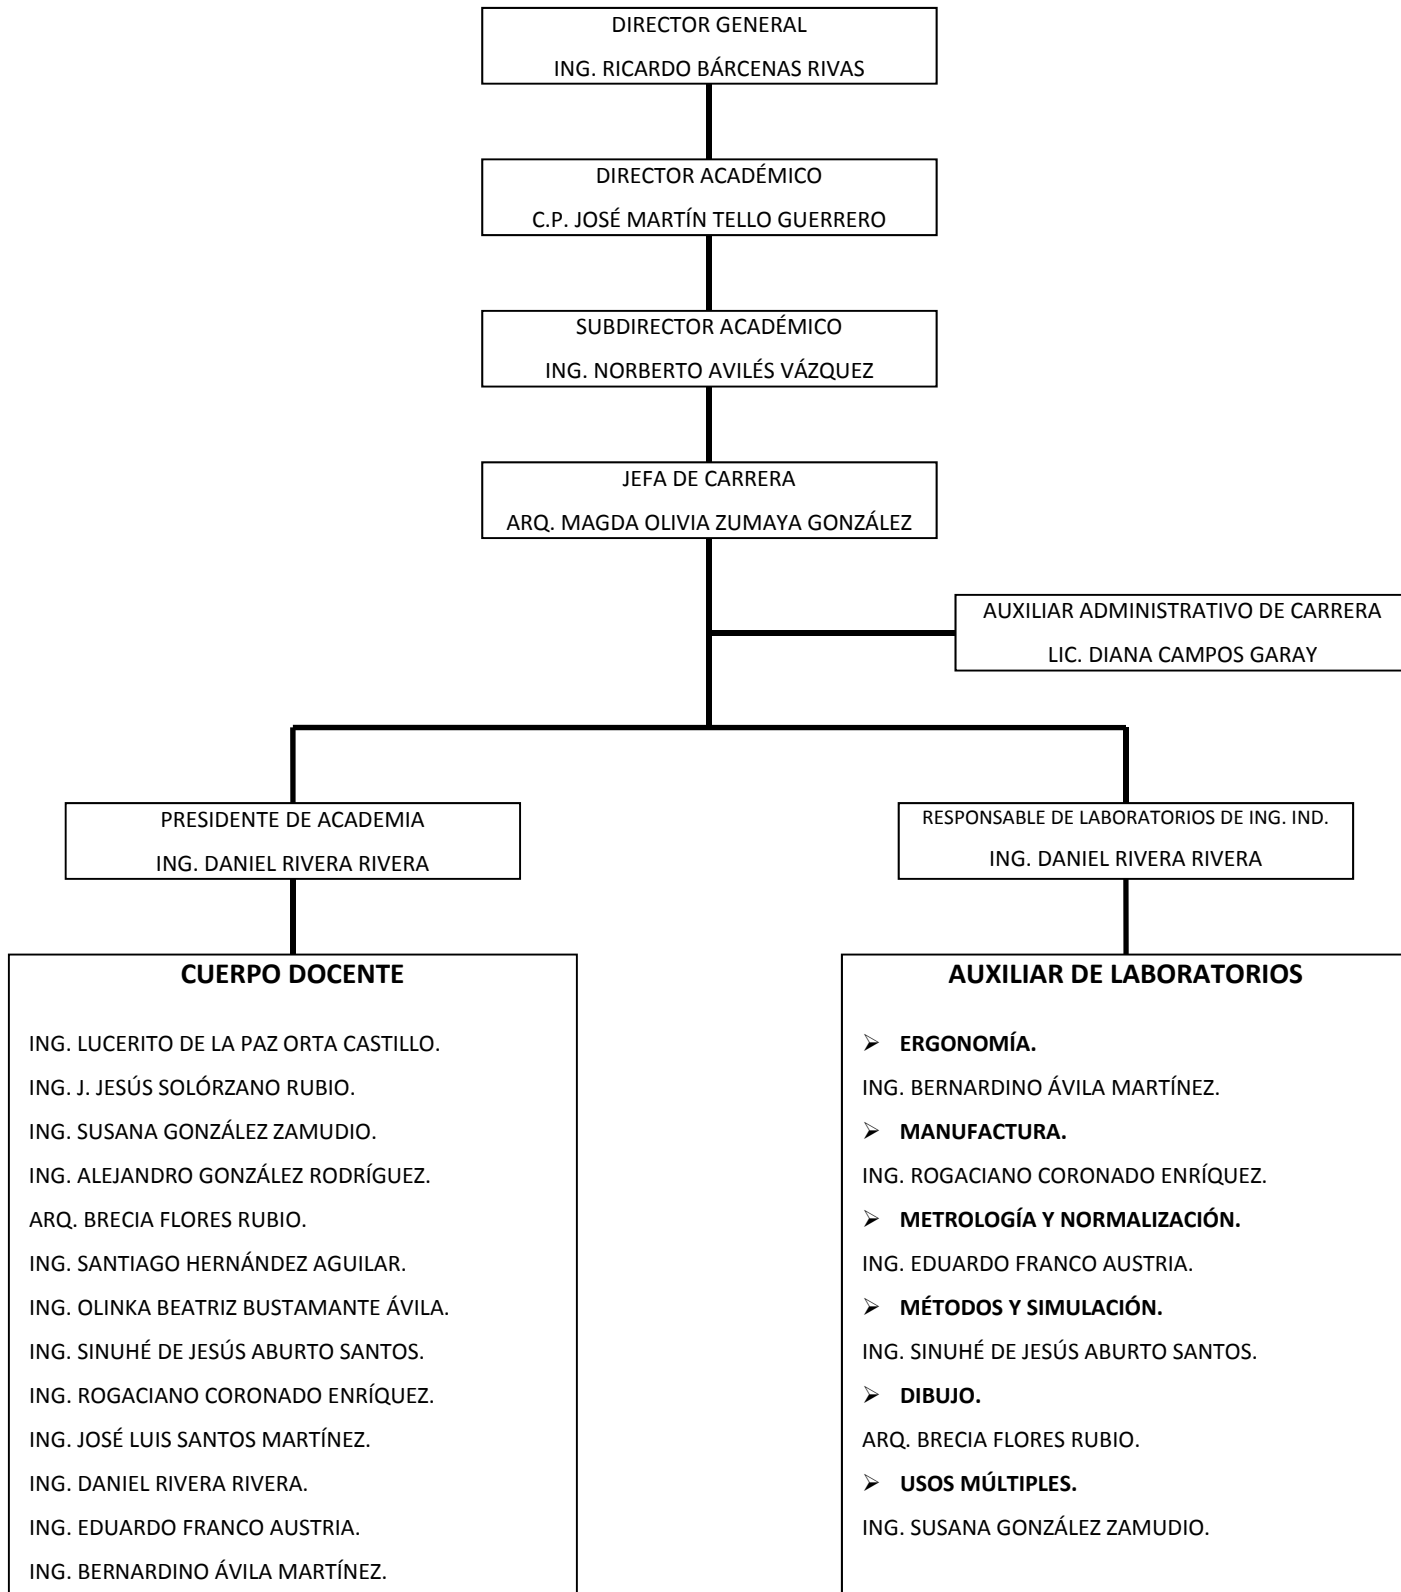 DIRECTOR GENERAL
ING. RICARDO BÁRCENAS RIVAS
DIRECTOR ACADÉMICO
C.P. JOSÉ MARTÍN TELLO GUERRERO
SUBDIRECTOR ACADÉMICO
ING. NORBERTO AVILÉS VÁZQUEZ
JEFA DE CARRERA
ARQ. MAGDA OLIVIA ZUMAYA GONZÁLEZ
AUXILIAR ADMINISTRATIVO DE CARRERA
LIC. DIANA CAMPOS GARAY
PRESIDENTE DE ACADEMIA
ING. DANIEL RIVERA RIVERA
RESPONSABLE DE LABORATORIOS DE ING. IND.
ING. DANIEL RIVERA RIVERA
CUERPO DOCENTE
ING. LUCERITO DE LA PAZ ORTA CASTILLO.
ING. J. JESÚS SOLÓRZANO RUBIO.
ING. SUSANA GONZÁLEZ ZAMUDIO.
ING. ALEJANDRO GONZÁLEZ RODRÍGUEZ.
ARQ. BRECIA FLORES RUBIO.
ING. SANTIAGO HERNÁNDEZ AGUILAR.
ING. OLINKA BEATRIZ BUSTAMANTE ÁVILA.
ING. SINUHÉ DE JESÚS ABURTO SANTOS.
ING. ROGACIANO CORONADO ENRÍQUEZ.
ING. JOSÉ LUIS SANTOS MARTÍNEZ.
ING. DANIEL RIVERA RIVERA.
ING. EDUARDO FRANCO AUSTRIA.
ING. BERNARDINO ÁVILA MARTÍNEZ.
AUXILIAR DE LABORATORIOS
➢ ERGONOMÍA.
ING. BERNARDINO ÁVILA MARTÍNEZ.
➢ MANUFACTURA.
ING. ROGACIANO CORONADO ENRÍQUEZ.
➢ METROLOGÍA Y NORMALIZACIÓN.
ING. EDUARDO FRANCO AUSTRIA.
➢ MÉTODOS Y SIMULACIÓN.
ING. SINUHÉ DE JESÚS ABURTO SANTOS.
➢ DIBUJO.
ARQ. BRECIA FLORES RUBIO.
➢ USOS MÚLTIPLES.
ING. SUSANA GONZÁLEZ ZAMUDIO.